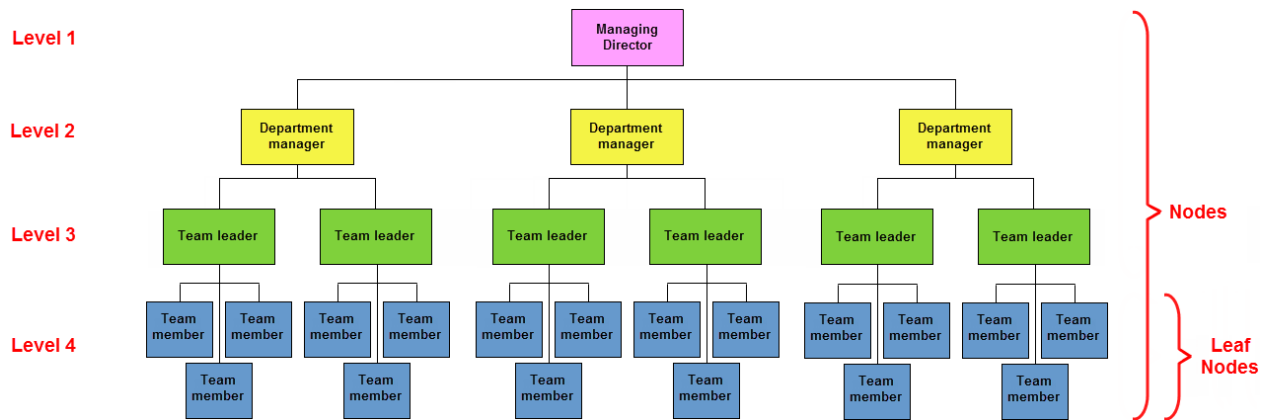 Level 1
Managing
Director
Level 2
Department
manager
Department
manager
Department
manager
Nodes
Level 3
Team leader
Team leader
Team leader
Team leader
Team leader
Team leader
Level 4
Team
member
Team
member
Team
member
Team
member
Team
member
Team
member
Team
member
Team
member
Team
member
Team
member
Team
member
Team
member
Team
member
Team
member
Team
member
Team
member
Team
member
Team
member
Leaf
Nodes